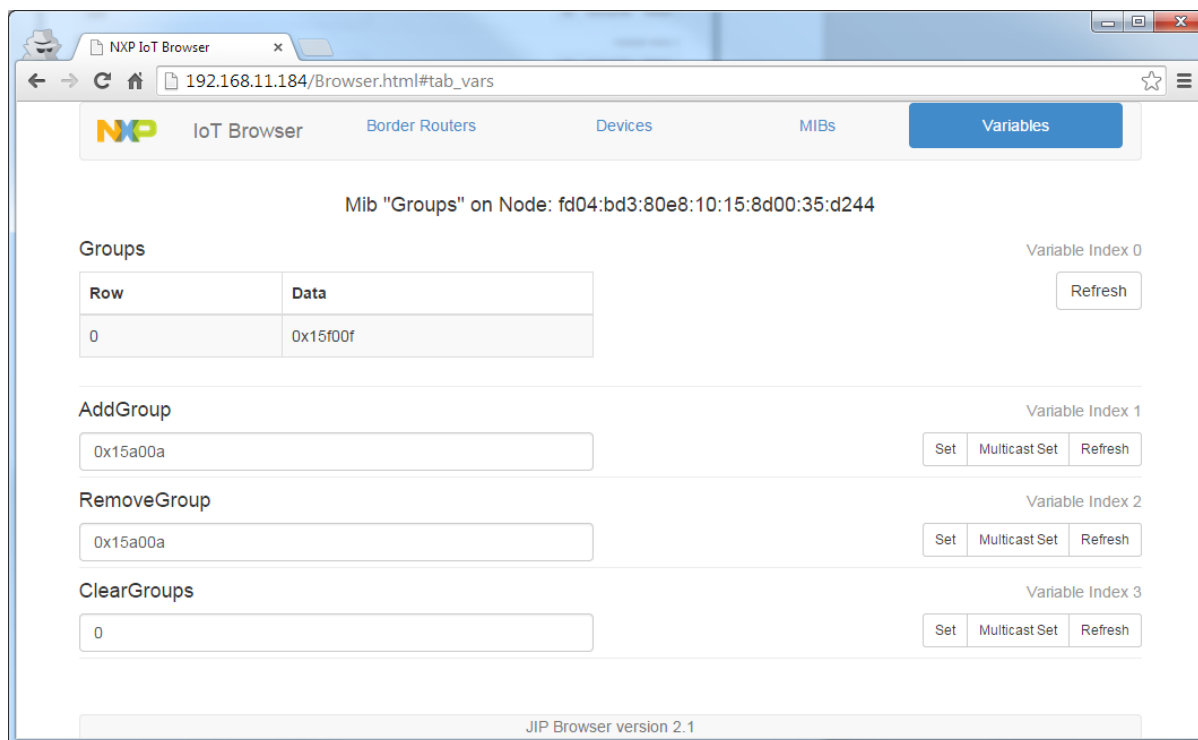 NXP IoT Browser
192.168.11.184/Browser.html#tab_vars
NXP IoT Browser Border Routers Devices MIBs Variables
Mib "Groups" on Node: fd04:bd3:80e8:10:15:8d00:35:d244
Groups Variable Index 0
Row Data Refresh
0 0x15f00f
AddGroup Variable Index 1
0x15a00a Set Multicast Set Refresh
RemoveGroup Variable Index 2
0x15a00a Set Multicast Set Refresh
ClearGroups Variable Index 3
0 Set Multicast Set Refresh
JIP Browser version 2.1